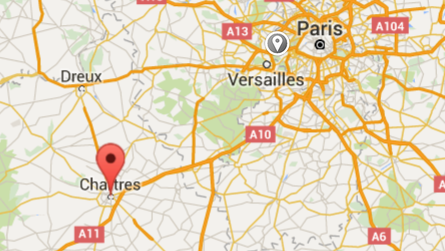 A13
Paris
A104
Versailles
Dreux
A10
Chartres
A11
A6